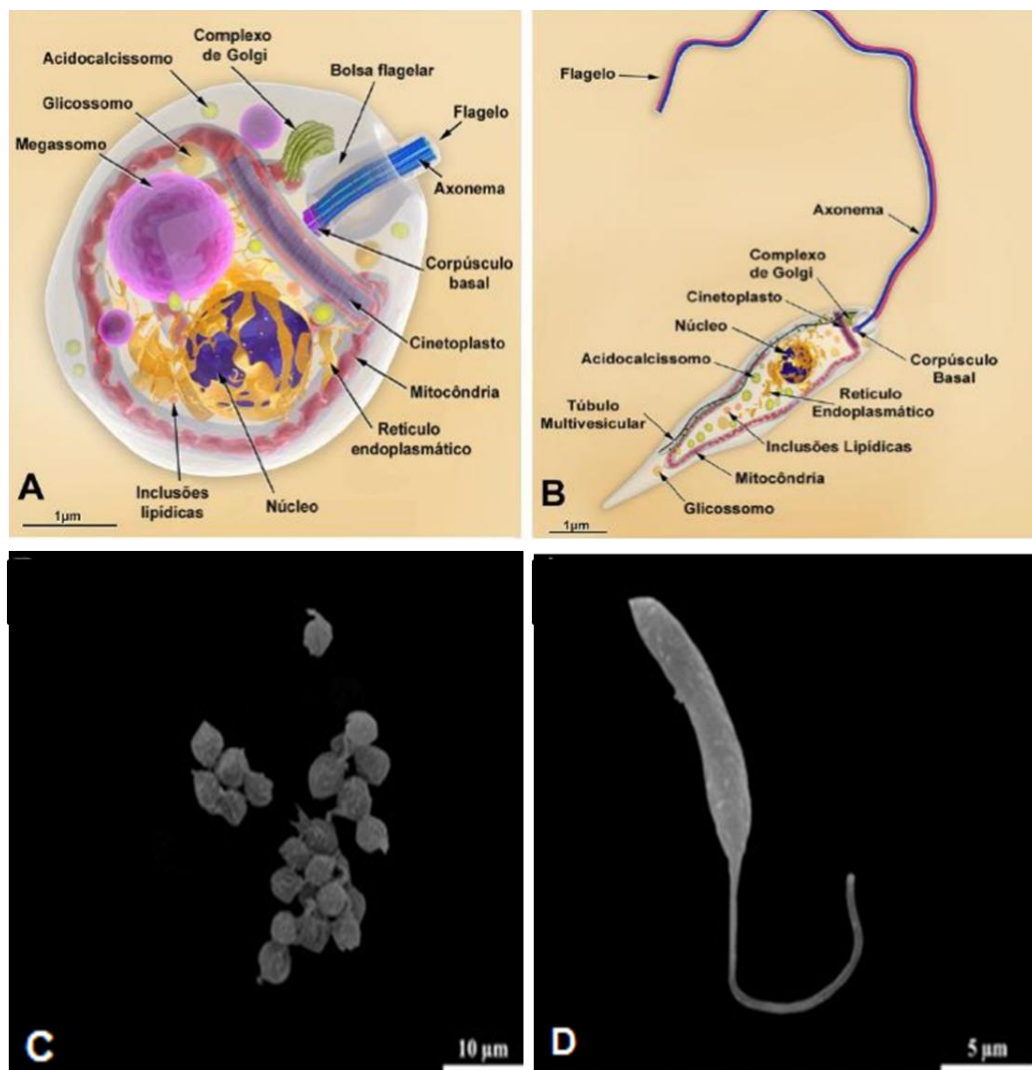 Complexo
de Golgi
Acidocalcissomo
Bolsa flagelar
Glicossomo
Flagelo
Megassomo
Axonema
Corpúsculo
basal
Cinetoplasto
Mitocôndria
Retículo
endoplasmático
Inclusões
lipídicas
Núcleo
A
1µm
Flagelo
Axonema
Complexo
de Golgi
Cinetoplasto
Núcleo
Acidocalcissomo
Corpúsculo
Basal
Retículo
Endoplasmático
Túbulo
Multivesicular
Inclusões Lipídicas
Mitocôndria
Glicossomo
B
1µm
C
10 µm
D
5 µm